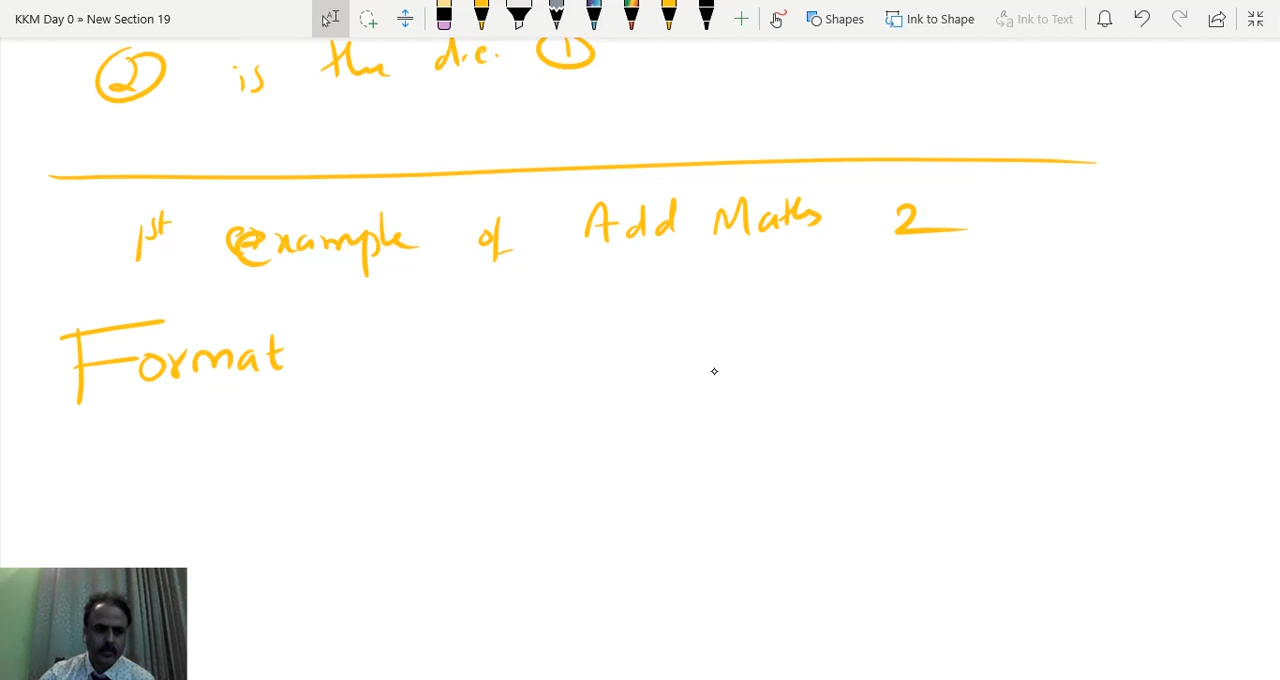 KKM Day 0 » New Section 19
Shapes
Ink to Shape
Ink to Text
2 is the d.e. 1
1st example of Add Maths 2
Format